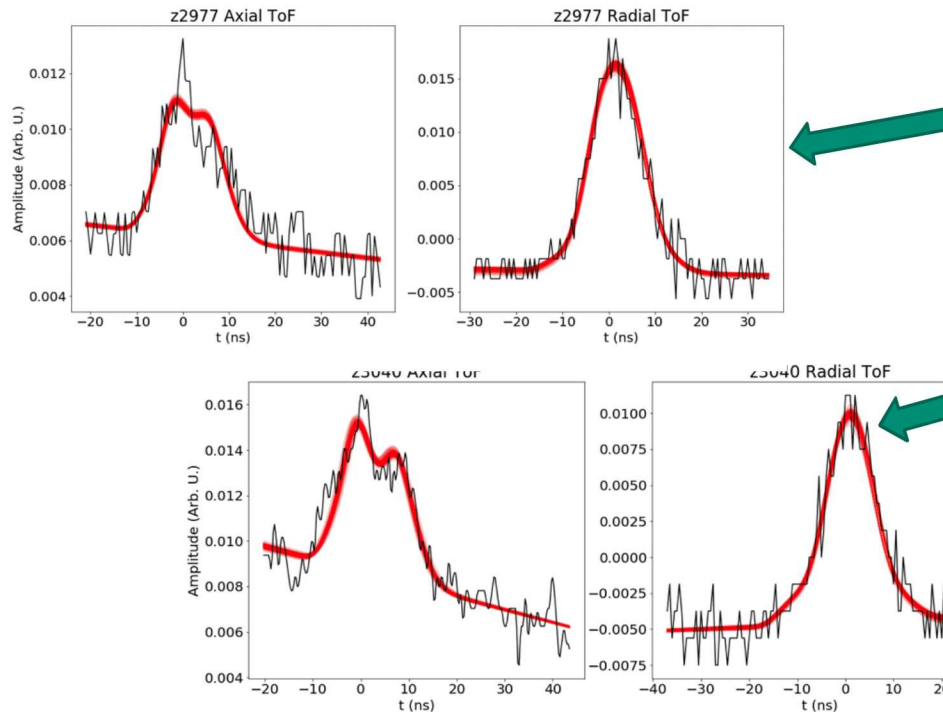 z2977 Axial ToF
0.012
0.010
0.008
0.006
0.004
Amplitude (Arb. U.)
−20 −10 0 10 20 30 40
t (ns)
z2977 Radial ToF
0.015
0.010
0.005
0.000
−0.005
−30 −20 −10 0 10 20 30
t (ns)
z3040 Axial ToF
0.016
0.014
0.012
0.010
0.008
0.006
0.004
Amplitude (Arb. U.)
−20 −10 0 10 20 30 40
t (ns)
z3040 Radial ToF
0.0100
0.0075
0.0050
0.0025
0.0000
−0.0025
−0.0050
−0.0075
−40 −30 −20 −10 0 10
t (ns)